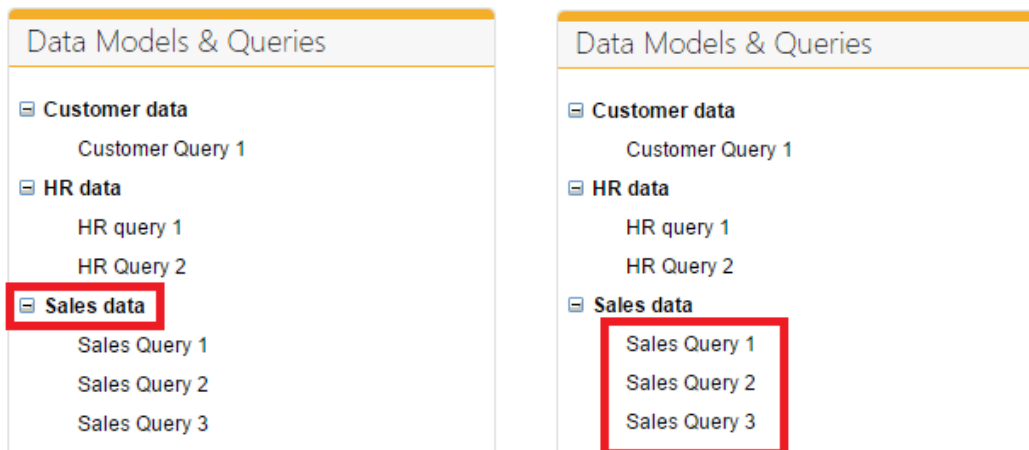 Data Models & Queries
Customer data
Customer Query 1
HR data
HR query 1
HR Query 2
Sales data
Sales Query 1
Sales Query 2
Sales Query 3
Data Models & Queries
Customer data
Customer Query 1
HR data
HR query 1
HR Query 2
Sales data
Sales Query 1
Sales Query 2
Sales Query 3